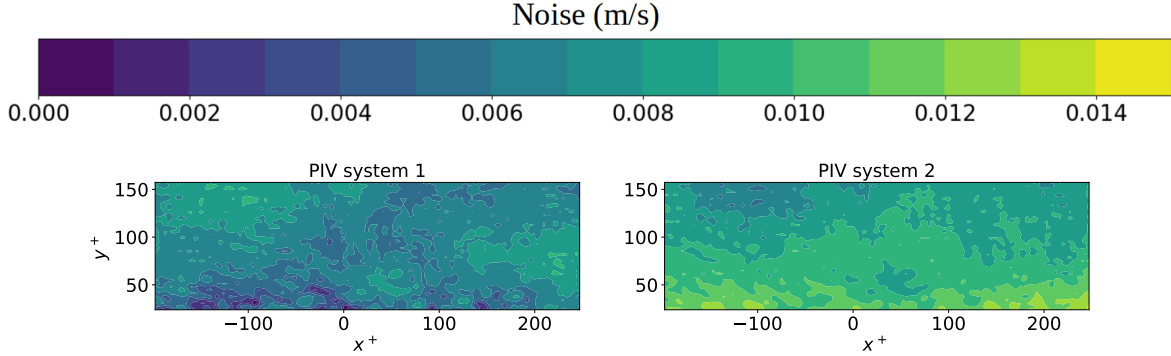 Noise (m/s)
0.000 0.002 0.004 0.006 0.008 0.010 0.012 0.014
PIV system 1 PIV system 2
150 150
100 100
y⁺
50 50
−100 0 100 200 −100 0 100 200
x⁺ x⁺